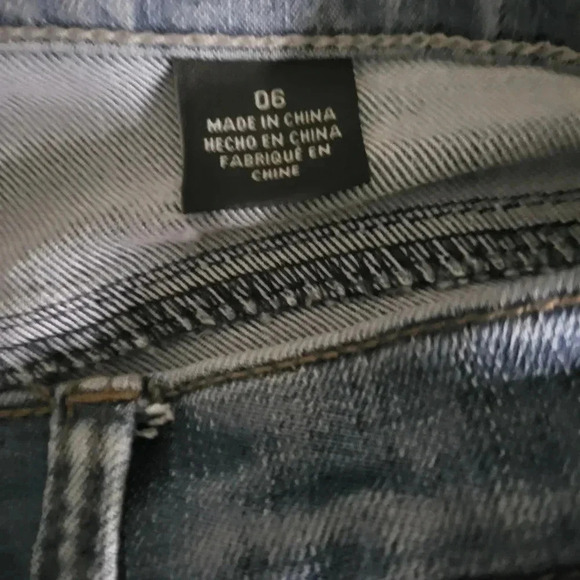 06
MADE IN CHINA
HECHO EN CHINA
FABRIQUÉ EN
CHINE